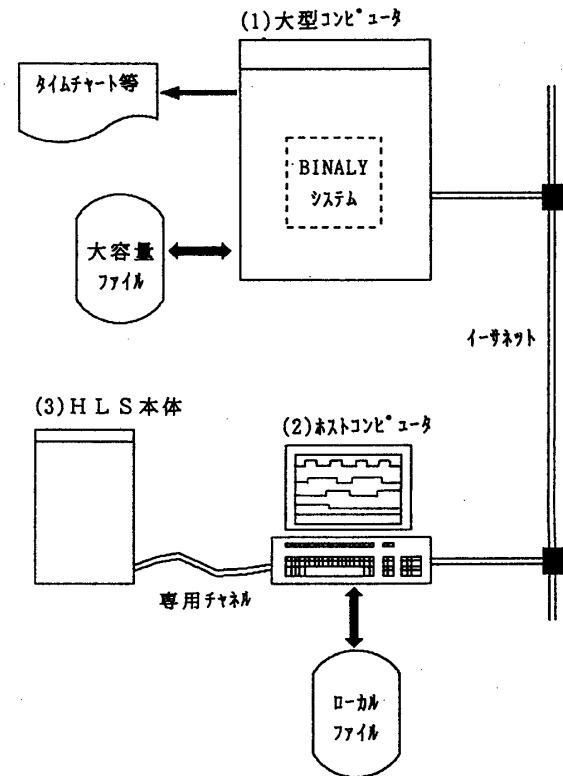 (1)大型コンピュータ
タイムチャート等
BINALY
システム
大容量
ファイル
イーサネット
(3)ＨＬＳ本体
(2)ホストコンピュータ
専用チャネル
ローカル
ファイル